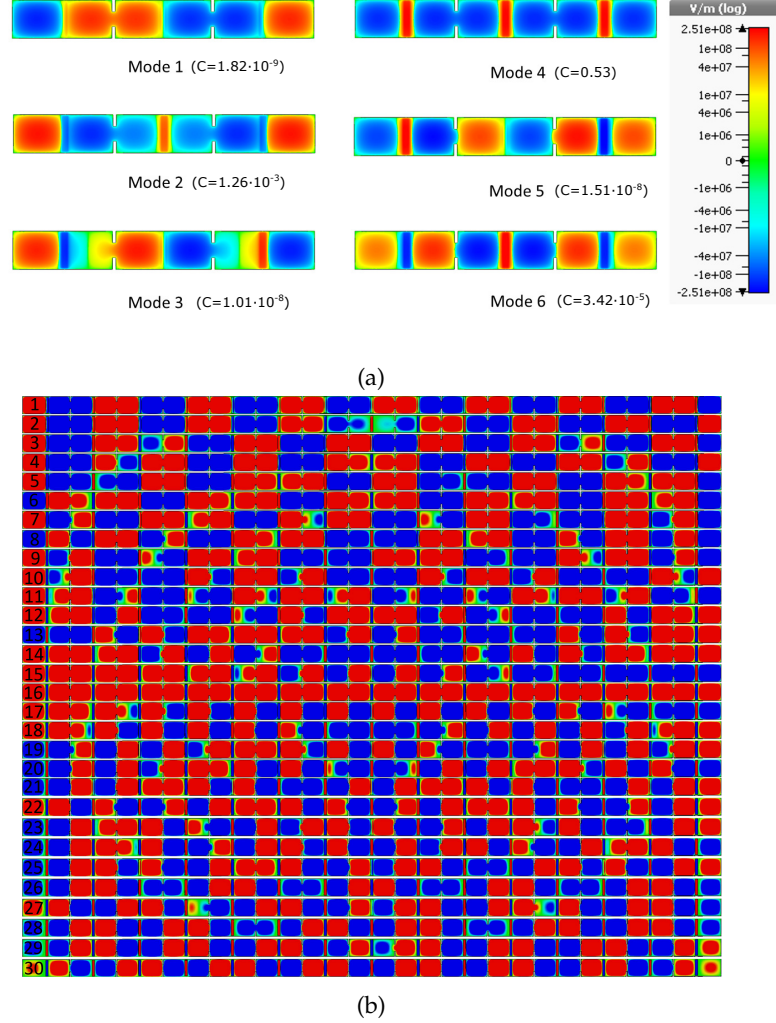 V/m (log)
2.51e+08
1e+08
4e+07
1e+07
4e+06
1e+06
0
-1e+06
-4e+06
-1e+07
-4e+07
-1e+08
-2.51e+08
Mode 1 (C=1.82·10-9)
Mode 4 (C=0.53)
Mode 2 (C=1.26·10-3)
Mode 5 (C=1.51·10-8)
Mode 3 (C=1.01·10-8)
Mode 6 (C=3.42·10-5)
(a)
1
2
3
4
5
6
7
8
9
10
11
12
13
14
15
16
17
18
19
20
21
22
23
24
25
26
27
28
29
30
(b)